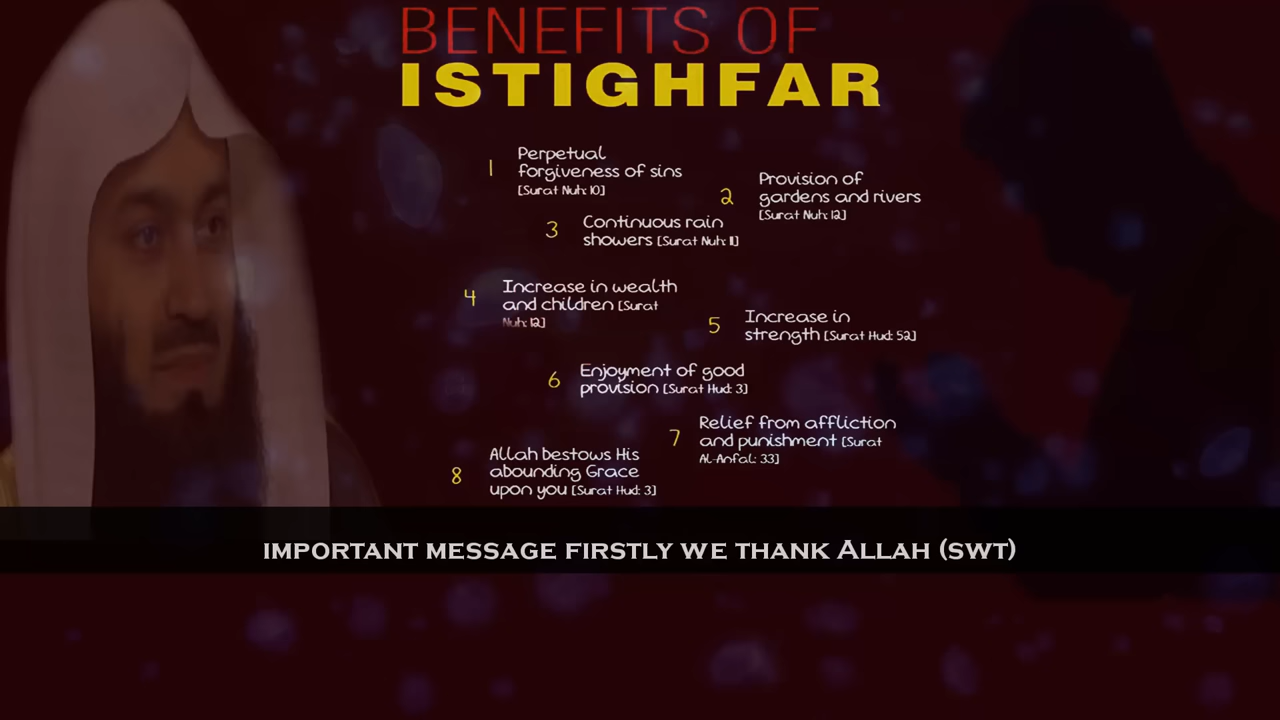 BENEFITS OF
ISTIGHFAR
1 Perpetual
forgiveness of sins
[Surat Nuh: 10]
2 Provision of
gardens and rivers
[Surat Nuh: 12]
3 Continuous rain
showers [Surat Nuh: 11]
4 Increase in wealth
and children [Surat
Nuh: 12]
5 Increase in
strength [Surat Hud: 52]
6 Enjoyment of good
provision [Surat Hud: 3]
7 Relief from affliction
and punishment [Surat
Al-Anfal: 33]
8 Allah bestows His
abounding Grace
upon you [Surat Hud: 3]
IMPORTANT MESSAGE FIRSTLY WE THANK ALLAH (SWT)